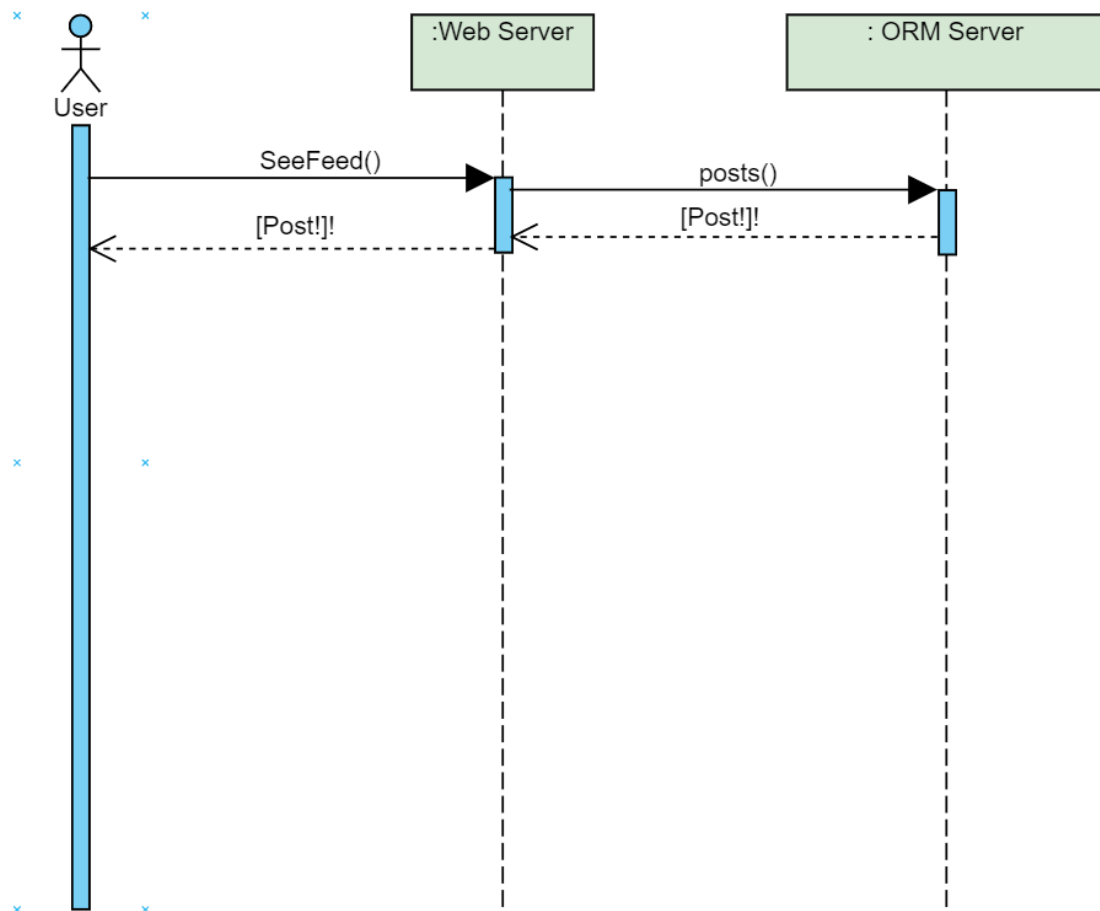 :Web Server
: ORM Server
User
SeeFeed()
posts()
[Post!]!
[Post!]!